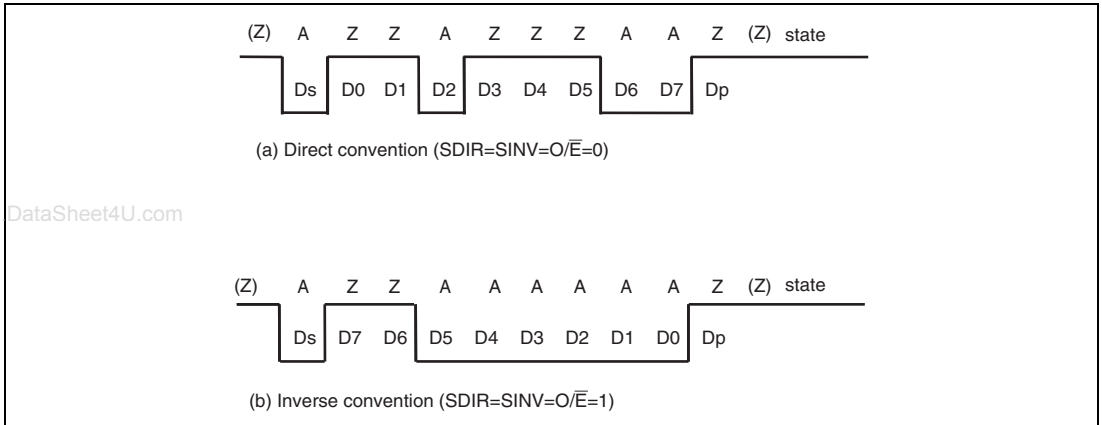 (Z) A Z Z A Z Z Z A A Z (Z) state
Ds D0 D1 D2 D3 D4 D5 D6 D7 Dp
(a) Direct convention (SDIR=SINV=O/E̅=0)
DataSheet4U.com
(Z) A Z Z A A A A A A Z (Z) state
Ds D7 D6 D5 D4 D3 D2 D1 D0 Dp
(b) Inverse convention (SDIR=SINV=O/E̅=1)